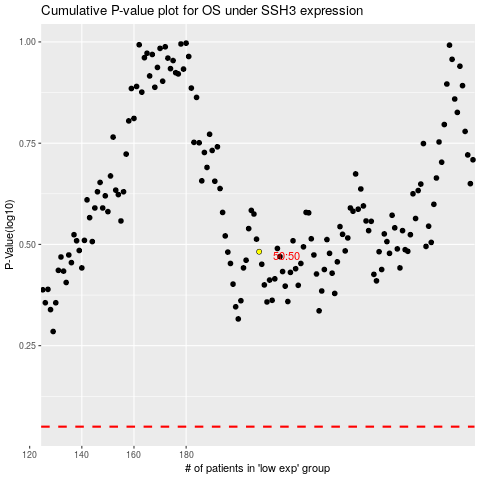 Cumulative P-value plot for OS under SSH3 expression
P-Value(log10)
1.00
0.75
0.50
0.25
50:50
120 140 160 180
# of patients in 'low exp' group